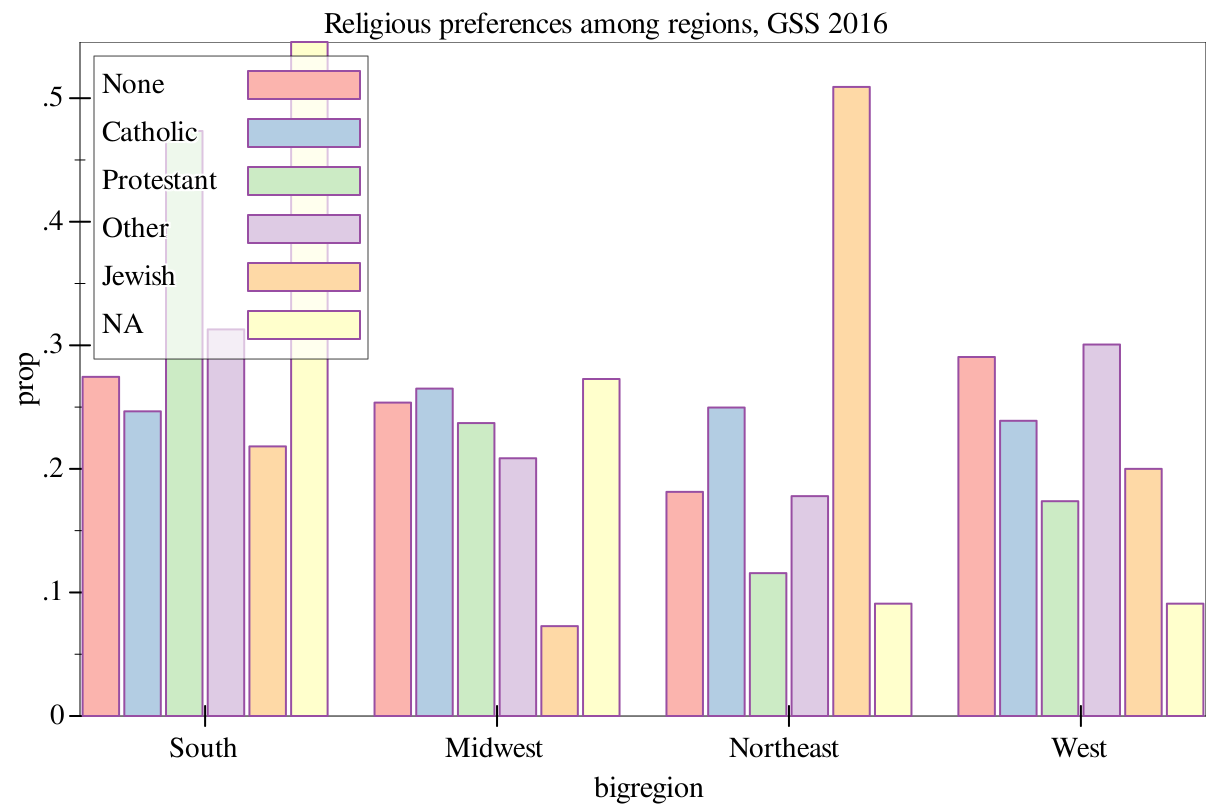 Religious preferences among regions, GSS 2016
None
Catholic
Protestant
Other
Jewish
NA
.5
.4
.3
.2
.1
0
prop
South Midwest Northeast West
bigregion